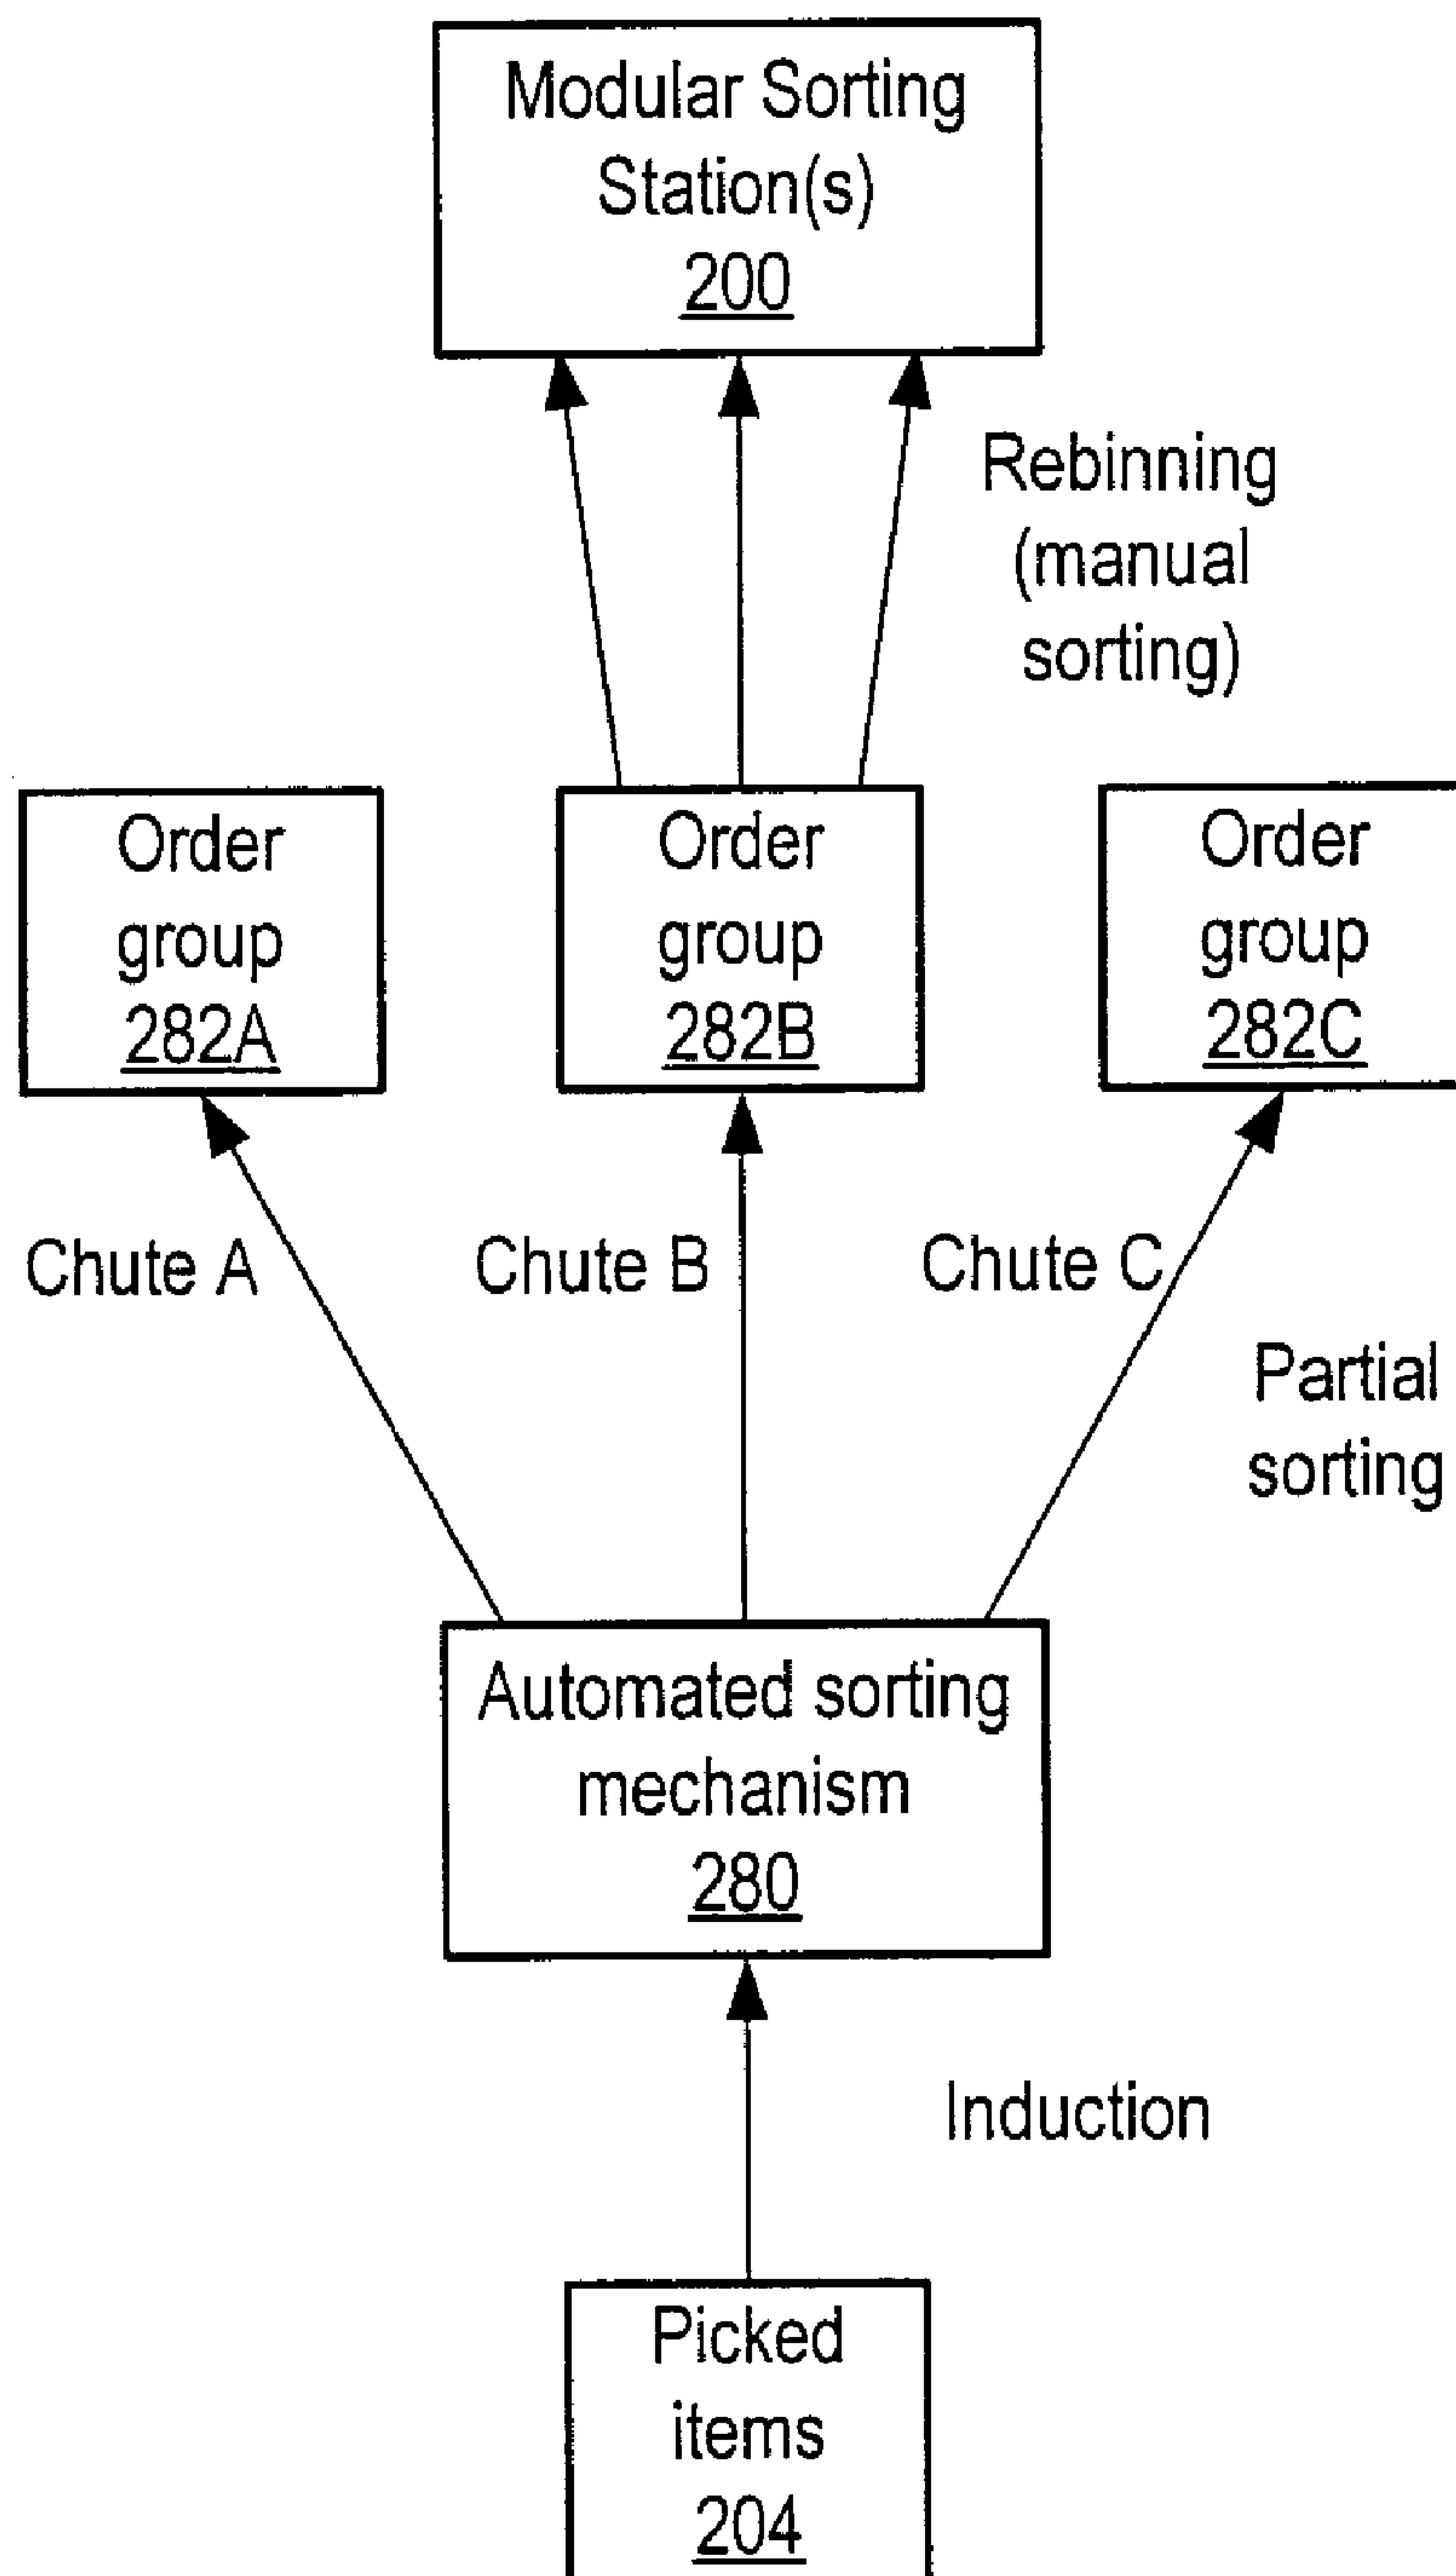 Modular Sorting
Station(s)
200
Rebinning
(manual
sorting)
Order
group
282A
Order
group
282B
Order
group
282C
Chute A
Chute B
Chute C
Partial
sorting
Automated sorting
mechanism
280
Induction
Picked
items
204